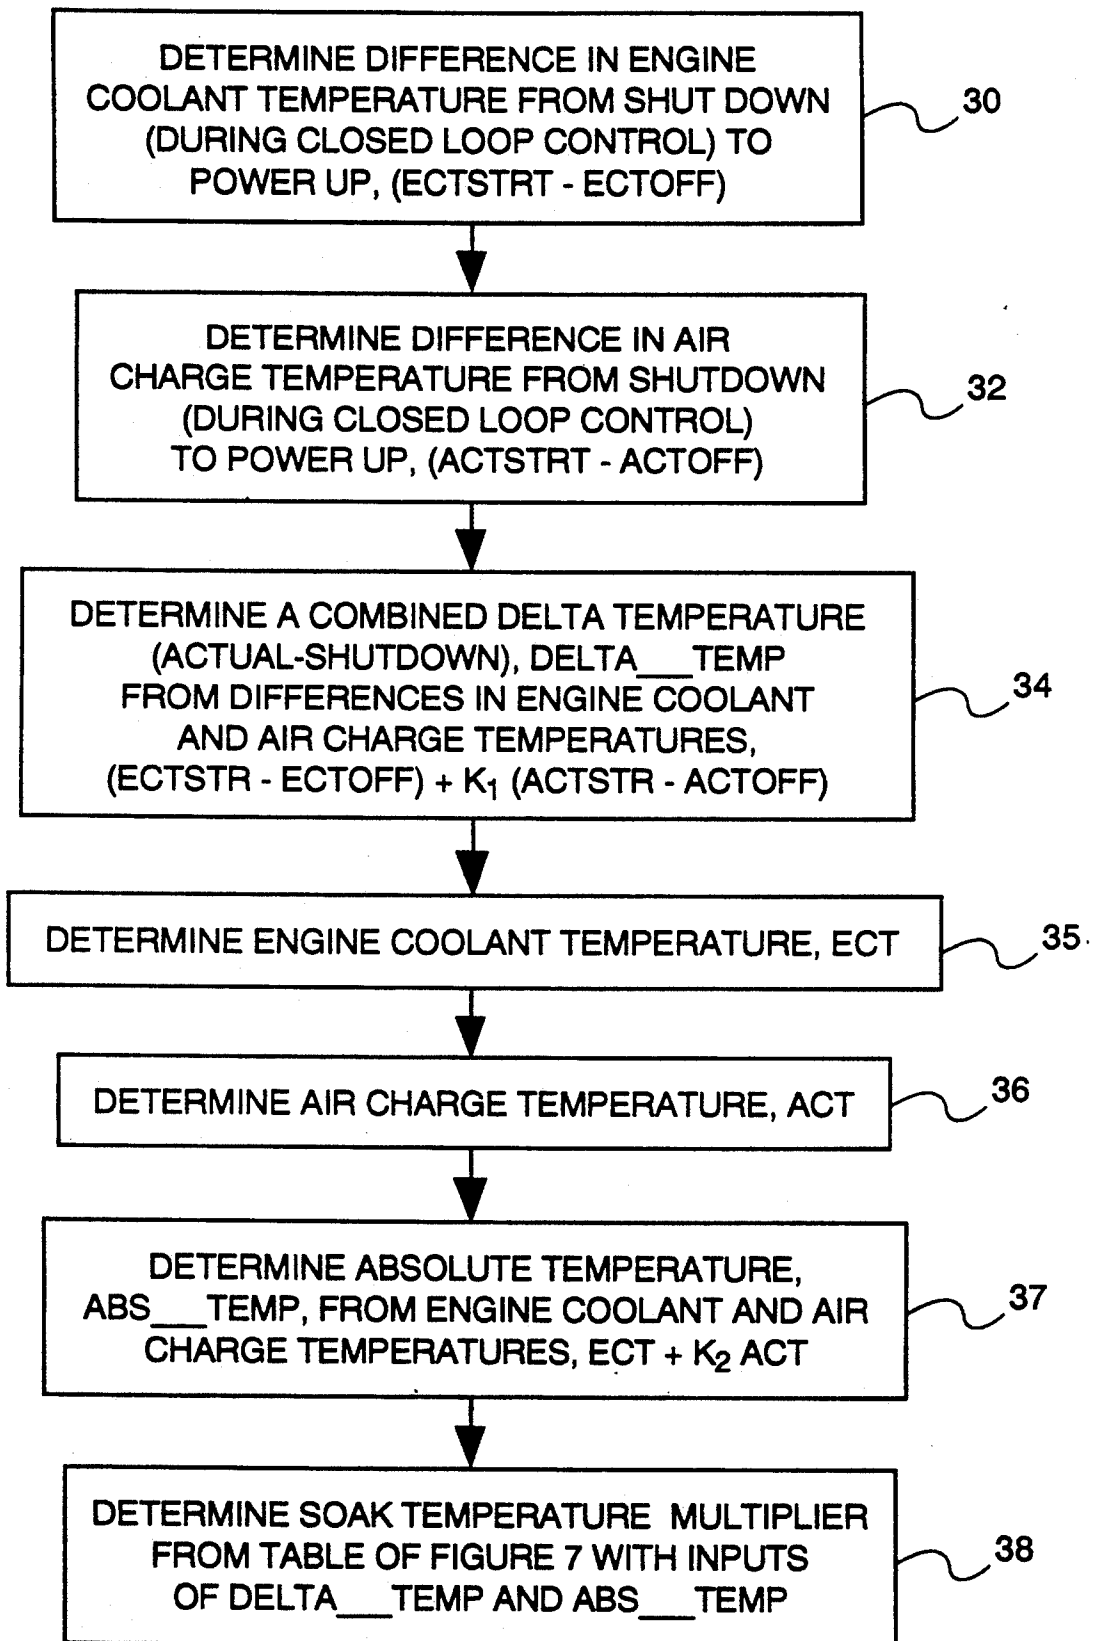 DETERMINE DIFFERENCE IN ENGINE
COOLANT TEMPERATURE FROM SHUT DOWN
(DURING CLOSED LOOP CONTROL) TO
POWER UP, (ECTSTRT - ECTOFF)
30
DETERMINE DIFFERENCE IN AIR
CHARGE TEMPERATURE FROM SHUTDOWN
(DURING CLOSED LOOP CONTROL)
TO POWER UP, (ACTSTRT - ACTOFF)
32
DETERMINE A COMBINED DELTA TEMPERATURE
(ACTUAL-SHUTDOWN), DELTA___TEMP
FROM DIFFERENCES IN ENGINE COOLANT
AND AIR CHARGE TEMPERATURES,
(ECTSTR - ECTOFF) + K₁ (ACTSTR - ACTOFF)
34
DETERMINE ENGINE COOLANT TEMPERATURE, ECT
35
DETERMINE AIR CHARGE TEMPERATURE, ACT
36
DETERMINE ABSOLUTE TEMPERATURE,
ABS___TEMP, FROM ENGINE COOLANT AND AIR
CHARGE TEMPERATURES, ECT + K₂ ACT
37
DETERMINE SOAK TEMPERATURE MULTIPLIER
FROM TABLE OF FIGURE 7 WITH INPUTS
OF DELTA___TEMP AND ABS___TEMP
38